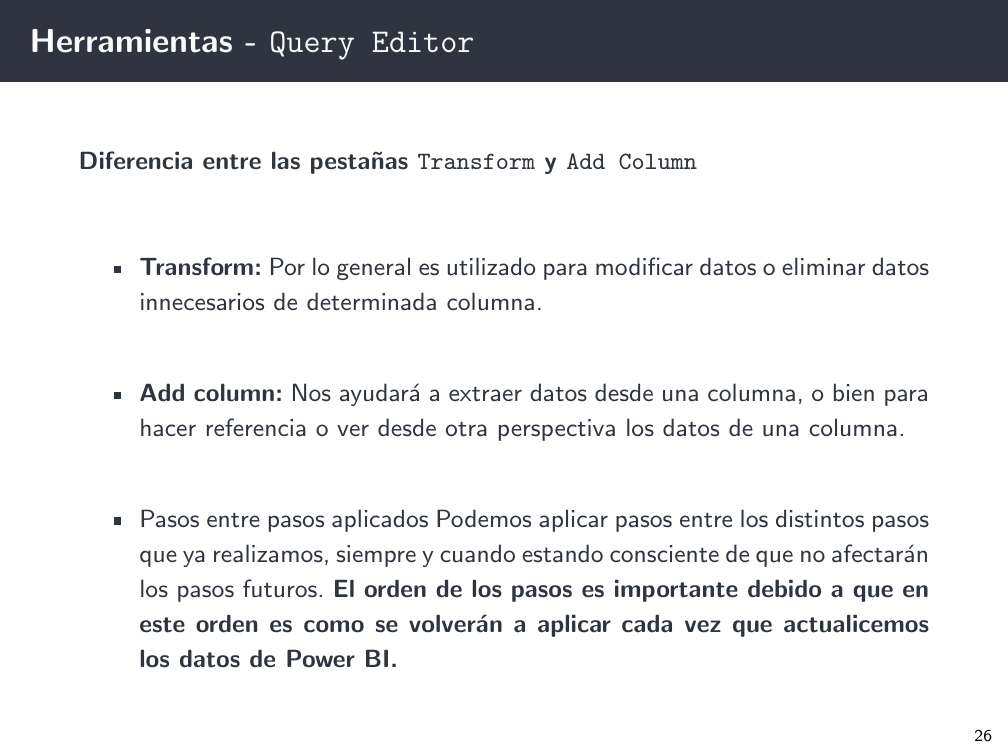 Herramientas - Query Editor
Diferencia entre las pestañas Transform y Add Column
▪ Transform: Por lo general es utilizado para modificar datos o eliminar datos
innecesarios de determinada columna.
▪ Add column: Nos ayudará a extraer datos desde una columna, o bien para
hacer referencia o ver desde otra perspectiva los datos de una columna.
▪ Pasos entre pasos aplicados Podemos aplicar pasos entre los distintos pasos
que ya realizamos, siempre y cuando estando consciente de que no afectarán
los pasos futuros. El orden de los pasos es importante debido a que en
este orden es como se volverán a aplicar cada vez que actualicemos
los datos de Power BI.
26